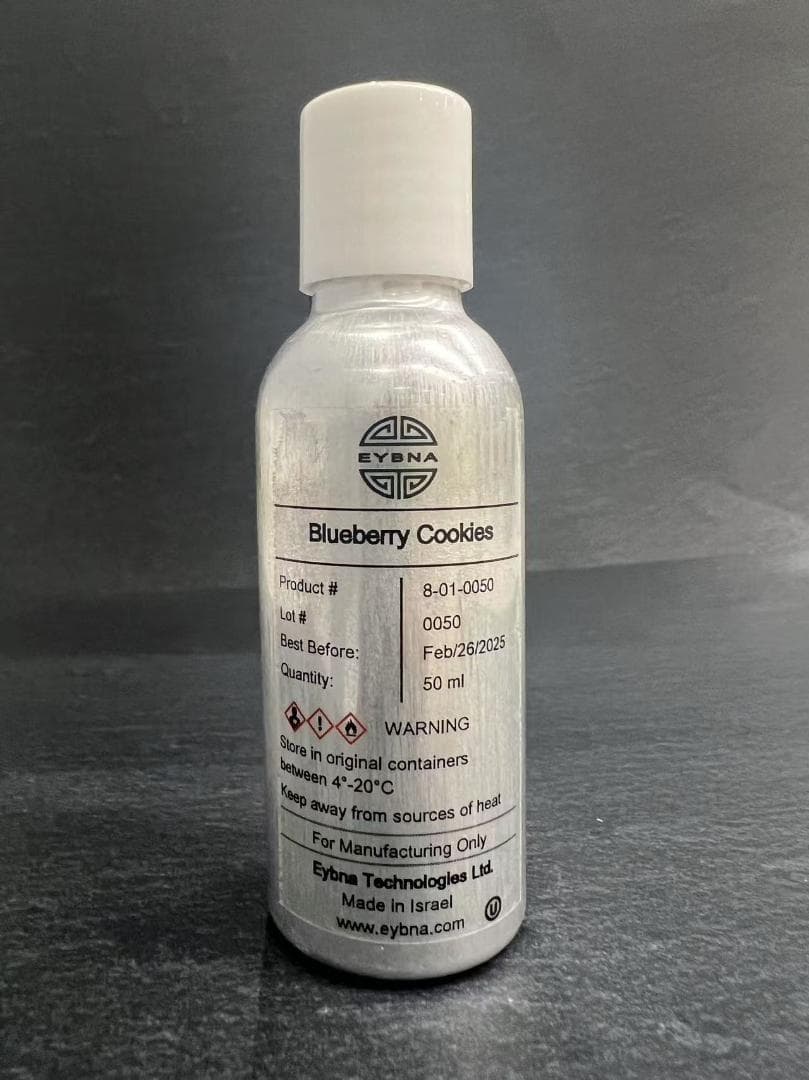 EYBNA
Blueberry Cookies
Product # 8-01-0050
Lot # 0050
Best Before: Feb/26/2025
Quantity: 50 ml
WARNING
Store in original containers
between 4°-20°C
Keep away from sources of heat
For Manufacturing Only
Eybna Technologies Ltd.
Made in Israel
U
www.eybna.com